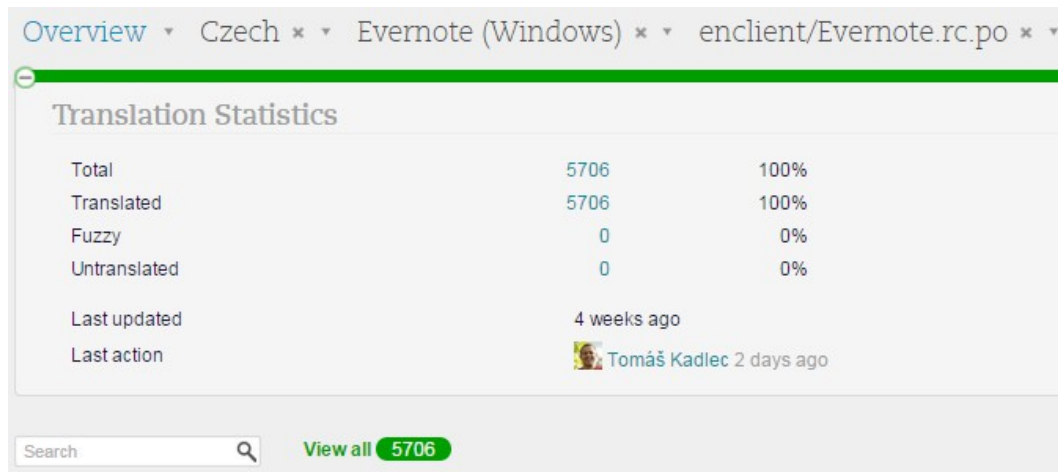 Overview Czech × Evernote (Windows) × enclient/Evernote.rc.po ×
Translation Statistics
Total 5706 100%
Translated 5706 100%
Fuzzy 0 0%
Untranslated 0 0%
Last updated 4 weeks ago
Last action Tomáš Kadlec 2 days ago
Search View all 5706